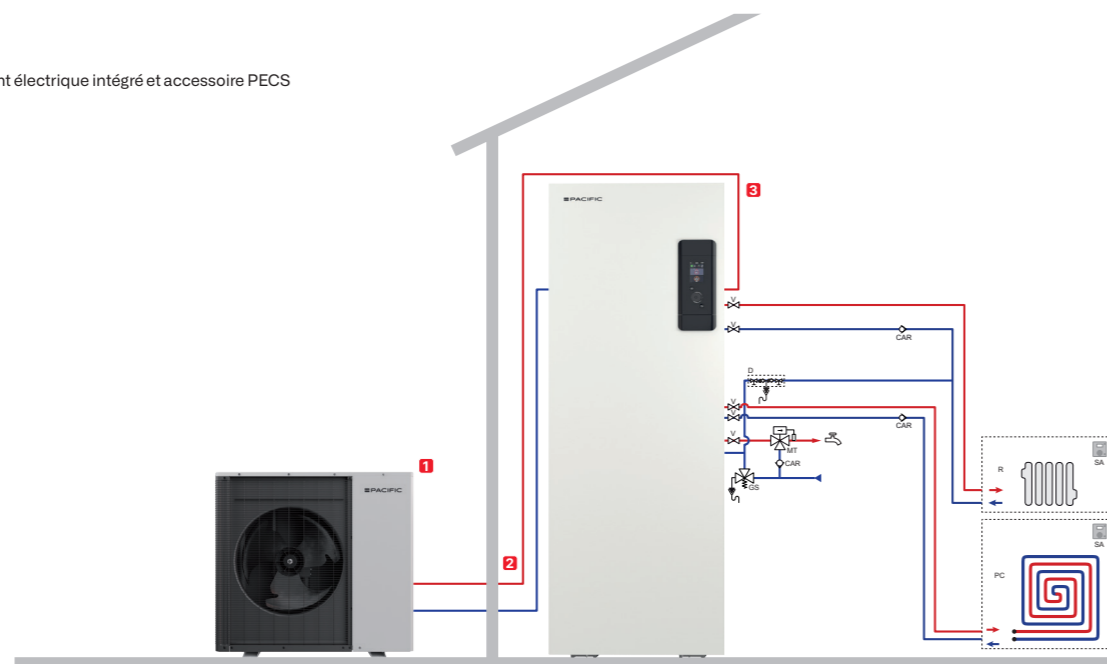 nt électrique intégré et accessoire PECS
3
PACIFIC
V
V
CAR
D
V
V
CAR
V
MT
CAR
GS
1
PACIFIC
R
SA
2
SA
PC